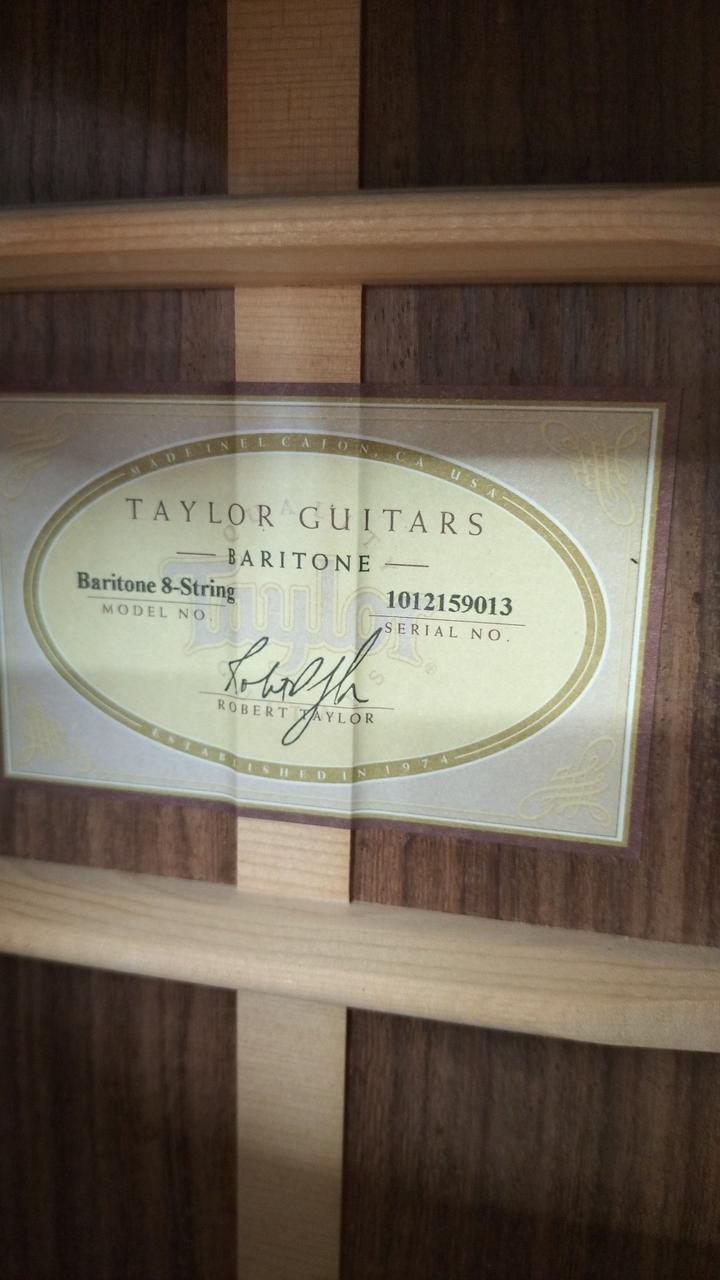 MADE IN EL CAJON, CA USA
TAYLOR GUITARS
BARITONE
Baritone 8-String
MODEL NO.
1012159013
SERIAL NO.
Taylor
ROBERT TAYLOR
ESTABLISHED IN 1974